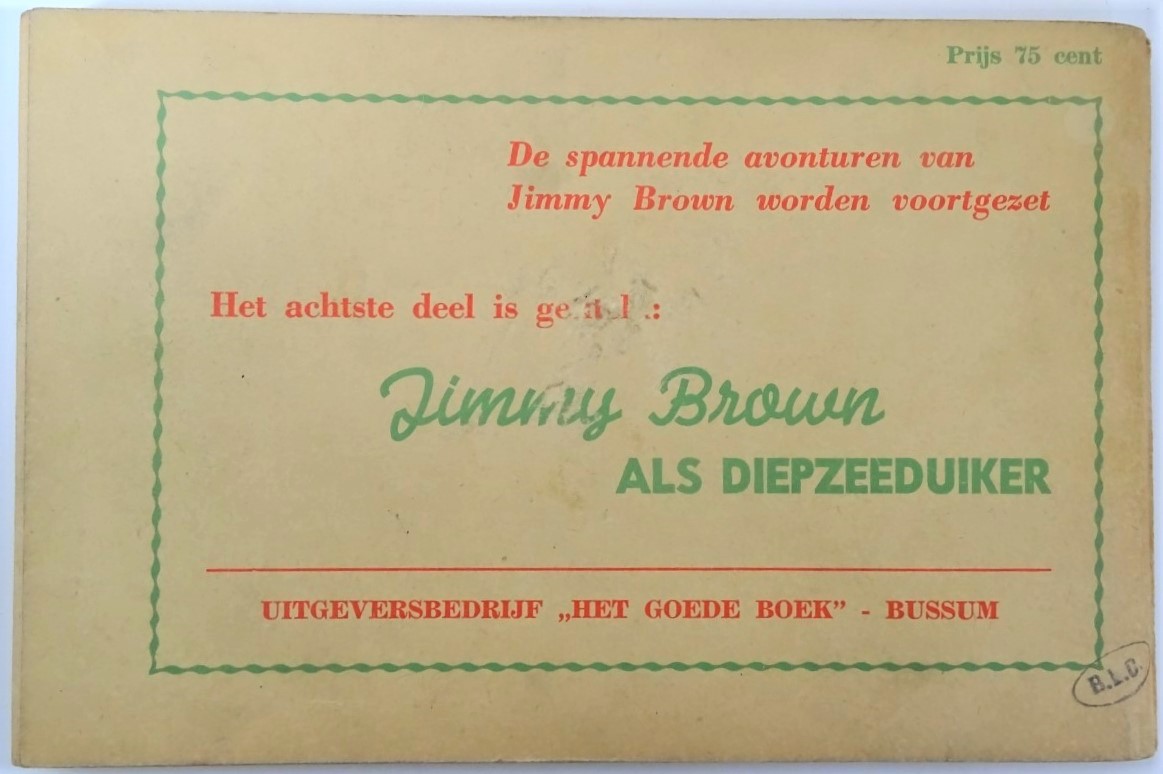 Prijs 75 cent
De spannende avonturen van
Jimmy Brown worden voortgezet
Het achtste deel is
Jimmy Brown
ALS DIEPZEEDUIKER
UITGEVERSBEDRIJF „HET GOEDE BOEK” - BUSSUM
B.L.C.